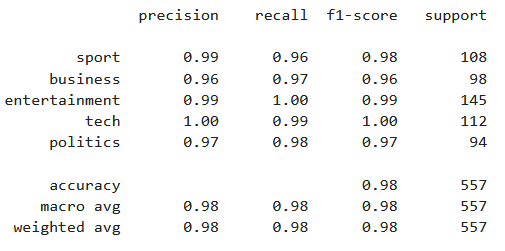 precision recall f1-score support
sport 0.99 0.96 0.98 108
business 0.96 0.97 0.96 98
entertainment 0.99 1.00 0.99 145
tech 1.00 0.99 1.00 112
politics 0.97 0.98 0.97 94
accuracy 0.98 557
macro avg 0.98 0.98 0.98 557
weighted avg 0.98 0.98 0.98 557